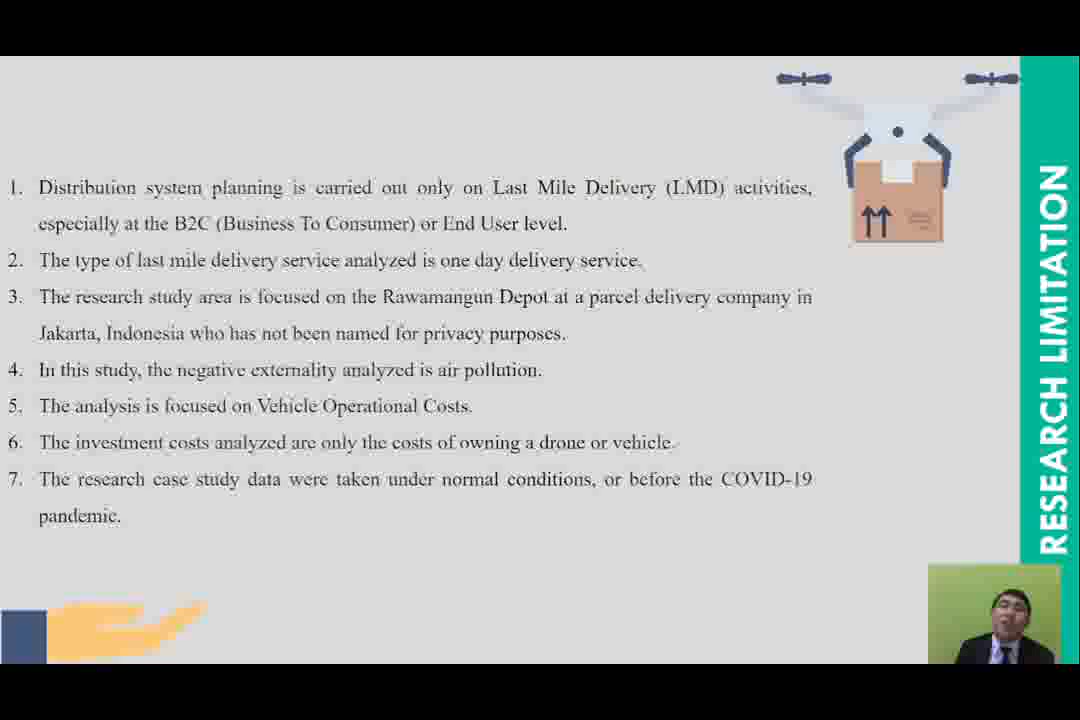 1. Distribution system planning is carried out only on Last Mile Delivery (LMD) activities,
especially at the B2C (Business To Consumer) or End User level.
2. The type of last mile delivery service analyzed is one day delivery service.
3. The research study area is focused on the Rawamangun Depot at a parcel delivery company in
Jakarta, Indonesia who has not been named for privacy purposes.
4. In this study, the negative externality analyzed is air pollution.
5. The analysis is focused on Vehicle Operational Costs.
6. The investment costs analyzed are only the costs of owning a drone or vehicle.
7. The research case study data were taken under normal conditions, or before the COVID-19
pandemic.
RESEARCH LIMITATION